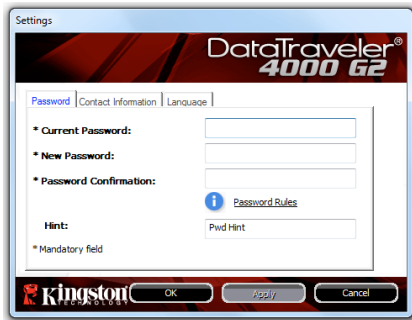 Settings
DataTraveler®
4000 G2
Password Contact Information Language
* Current Password:
* New Password:
* Password Confirmation:
Password Rules
Hint: Pwd Hint
* Mandatory field
Kingston OK Apply Cancel
TECHNOLOGY